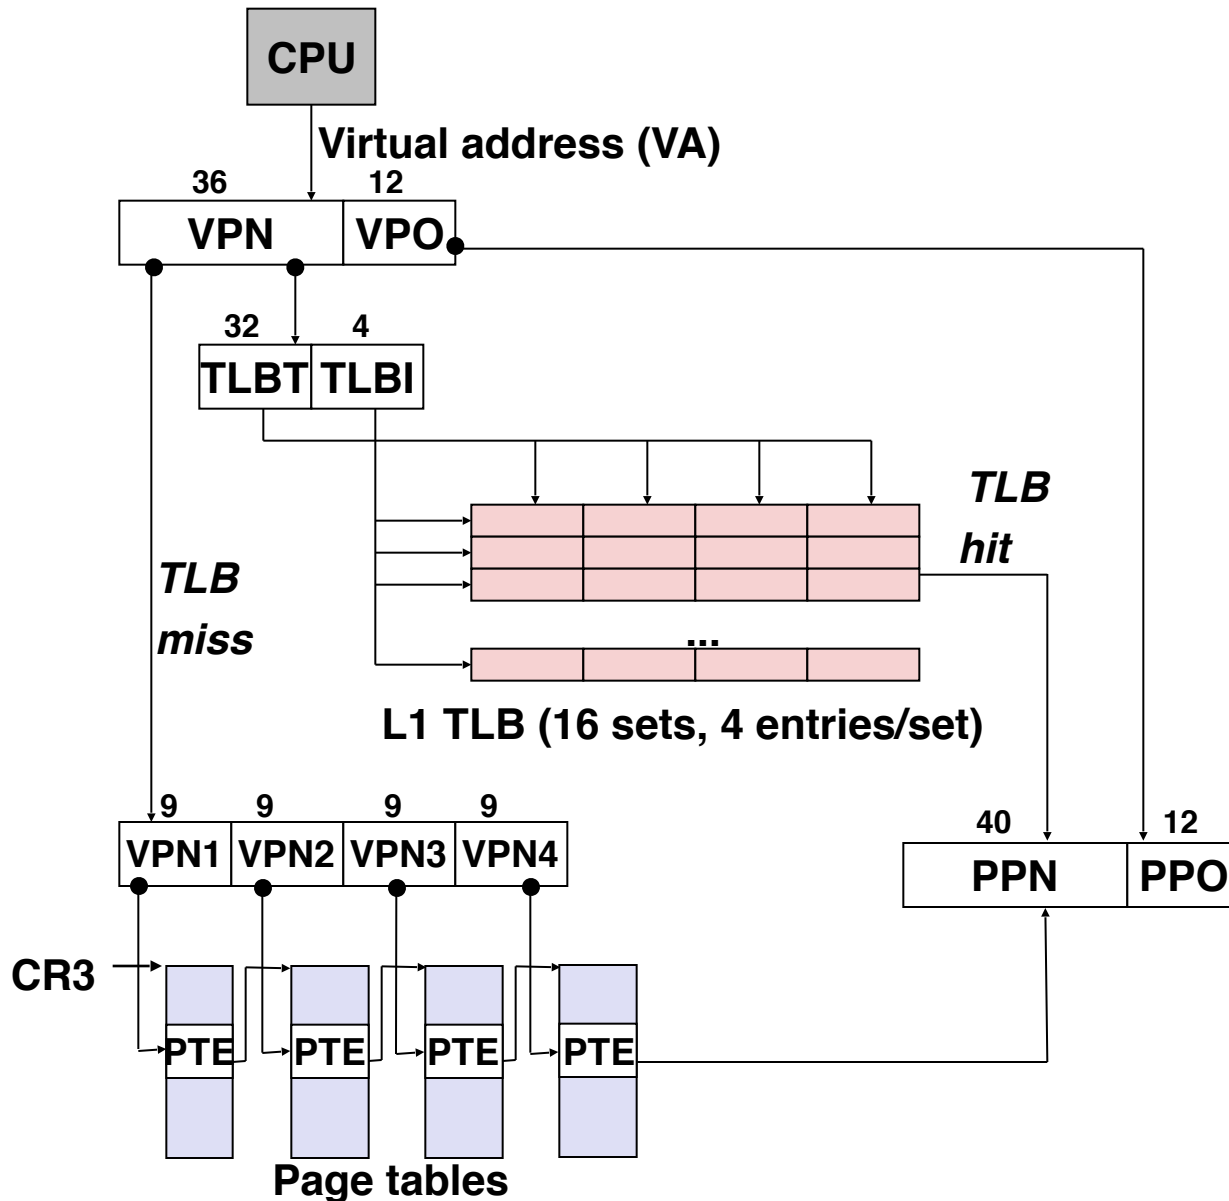 CPU
Virtual address (VA)
36 12
VPN VPO
32 4
TLBT TLBI
TLB
hit
TLB
miss
...
L1 TLB (16 sets, 4 entries/set)
9 9 9 9
VPN1 VPN2 VPN3 VPN4
40 12
PPN PPO
CR3
PTE PTE PTE PTE
Page tables